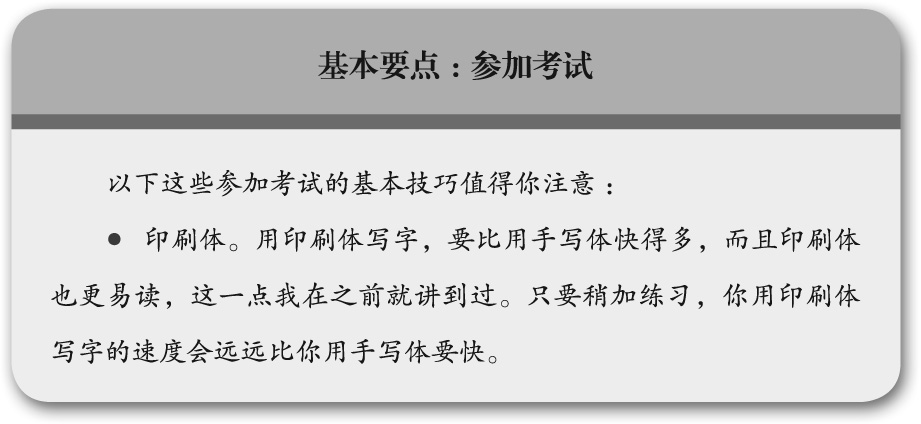 基本要点：参加考试
以下这些参加考试的基本技巧值得你注意：
● 印刷体。用印刷体写字，要比用手写体快得多，而且印刷体
也更易读，这一点我在之前就讲到过。只要稍加练习，你用印刷体
写字的速度会远远比你用手写体要快。